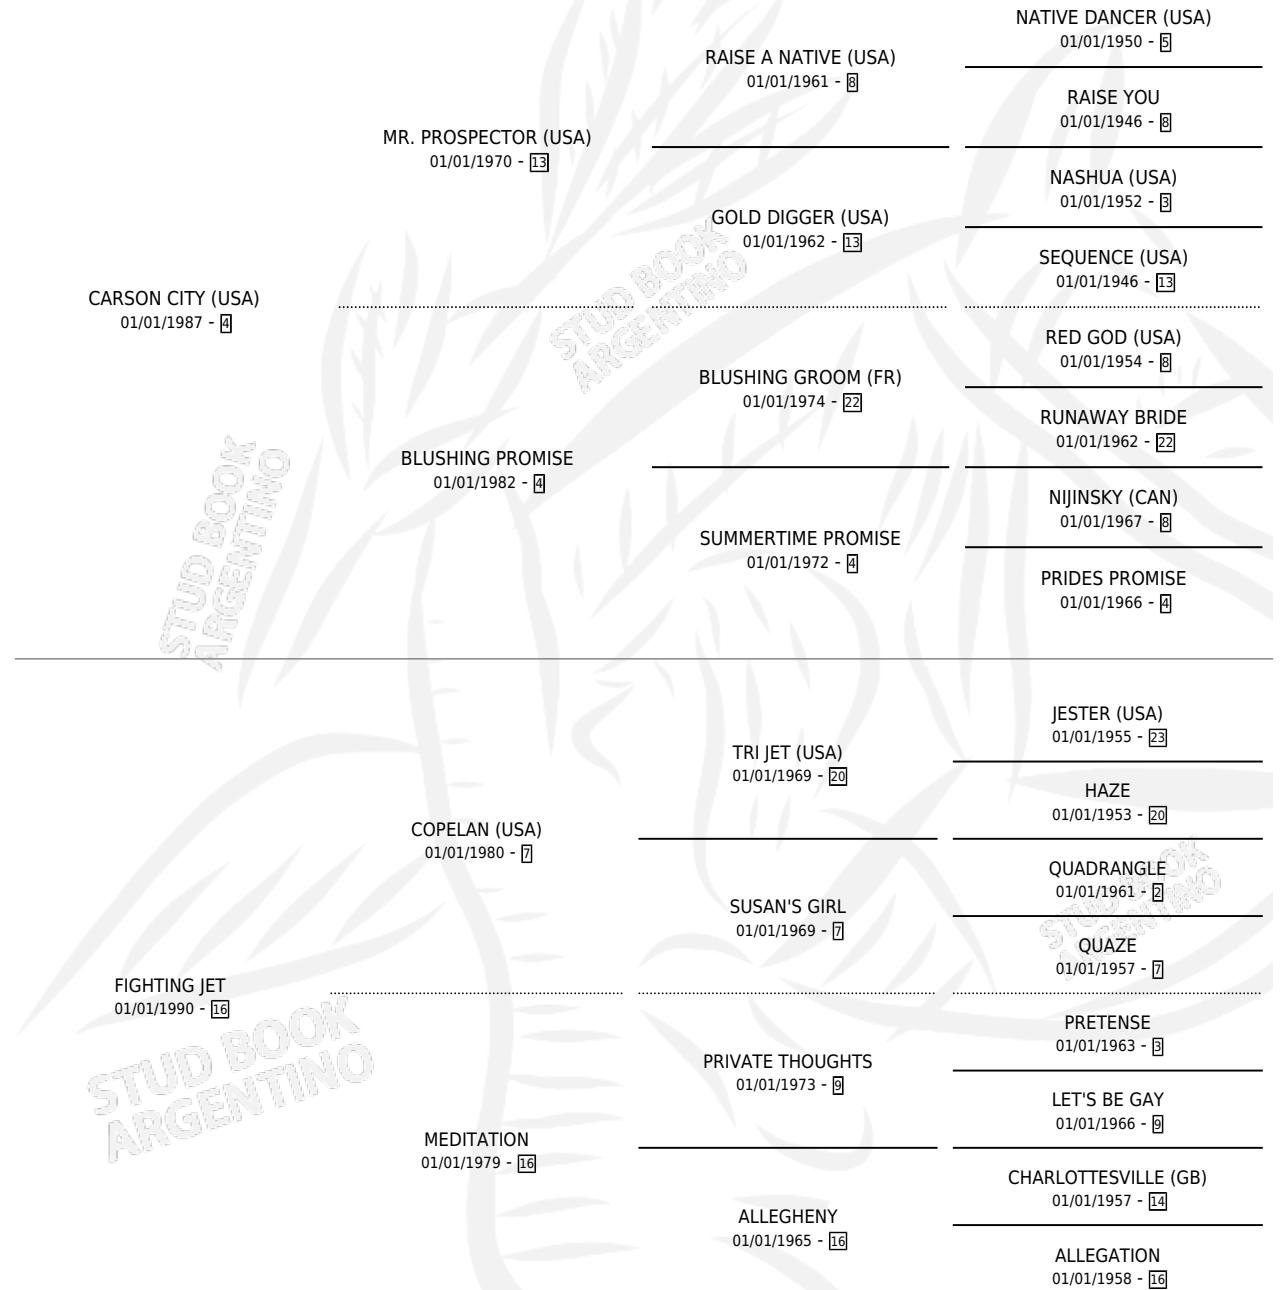 NATIVE DANCER (USA)
01/01/1950 - 5
RAISE A NATIVE (USA)
01/01/1961 - 8
RAISE YOU
01/01/1946 - 8
MR. PROSPECTOR (USA)
01/01/1970 - 13
NASHUA (USA)
01/01/1952 - 3
GOLD DIGGER (USA)
01/01/1962 - 13
SEQUENCE (USA)
01/01/1946 - 13
CARSON CITY (USA)
01/01/1987 - 4
STUD BOOK
ARGENTINO
RED GOD (USA)
01/01/1954 - 8
BLUSHING GROOM (FR)
01/01/1974 - 22
RUNAWAY BRIDE
01/01/1962 - 22
BLUSHING PROMISE
01/01/1982 - 4
NIJINSKY (CAN)
01/01/1967 - 8
SUMMERTIME PROMISE
01/01/1972 - 4
PRIDES PROMISE
01/01/1966 - 4
STUD BOOK
ARGENTINO
JESTER (USA)
01/01/1955 - 23
TRI JET (USA)
01/01/1969 - 20
HAZE
01/01/1953 - 20
COPELAN (USA)
01/01/1980 - 7
QUADRANGLE
01/01/1961 - 2
SUSAN'S GIRL
01/01/1969 - 7
QUAZE
01/01/1957 - 7
STUD BOOK
ARGENTINO
FIGHTING JET
01/01/1990 - 16
PRETENSE
01/01/1963 - 3
PRIVATE THOUGHTS
01/01/1973 - 9
LET'S BE GAY
01/01/1966 - 9
STUD BOOK
ARGENTINO
MEDITATION
01/01/1979 - 16
CHARLOTTESVILLE (GB)
01/01/1957 - 14
ALLEGHENY
01/01/1965 - 16
ALLEGATION
01/01/1958 - 16